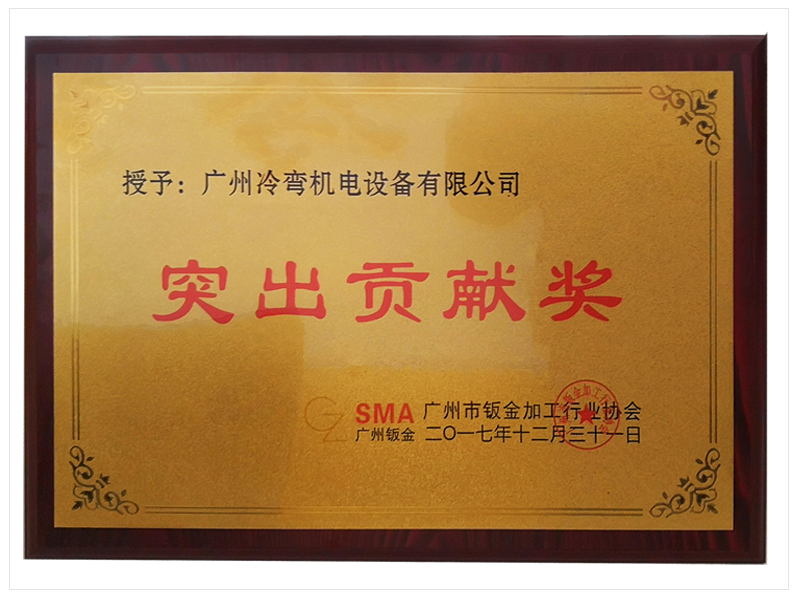 授予：广州冷弯机电设备有限公司
突出贡献奖
SMA 广州市钣金加工行业协会
广州钣金 二〇一七年十二月三十一日